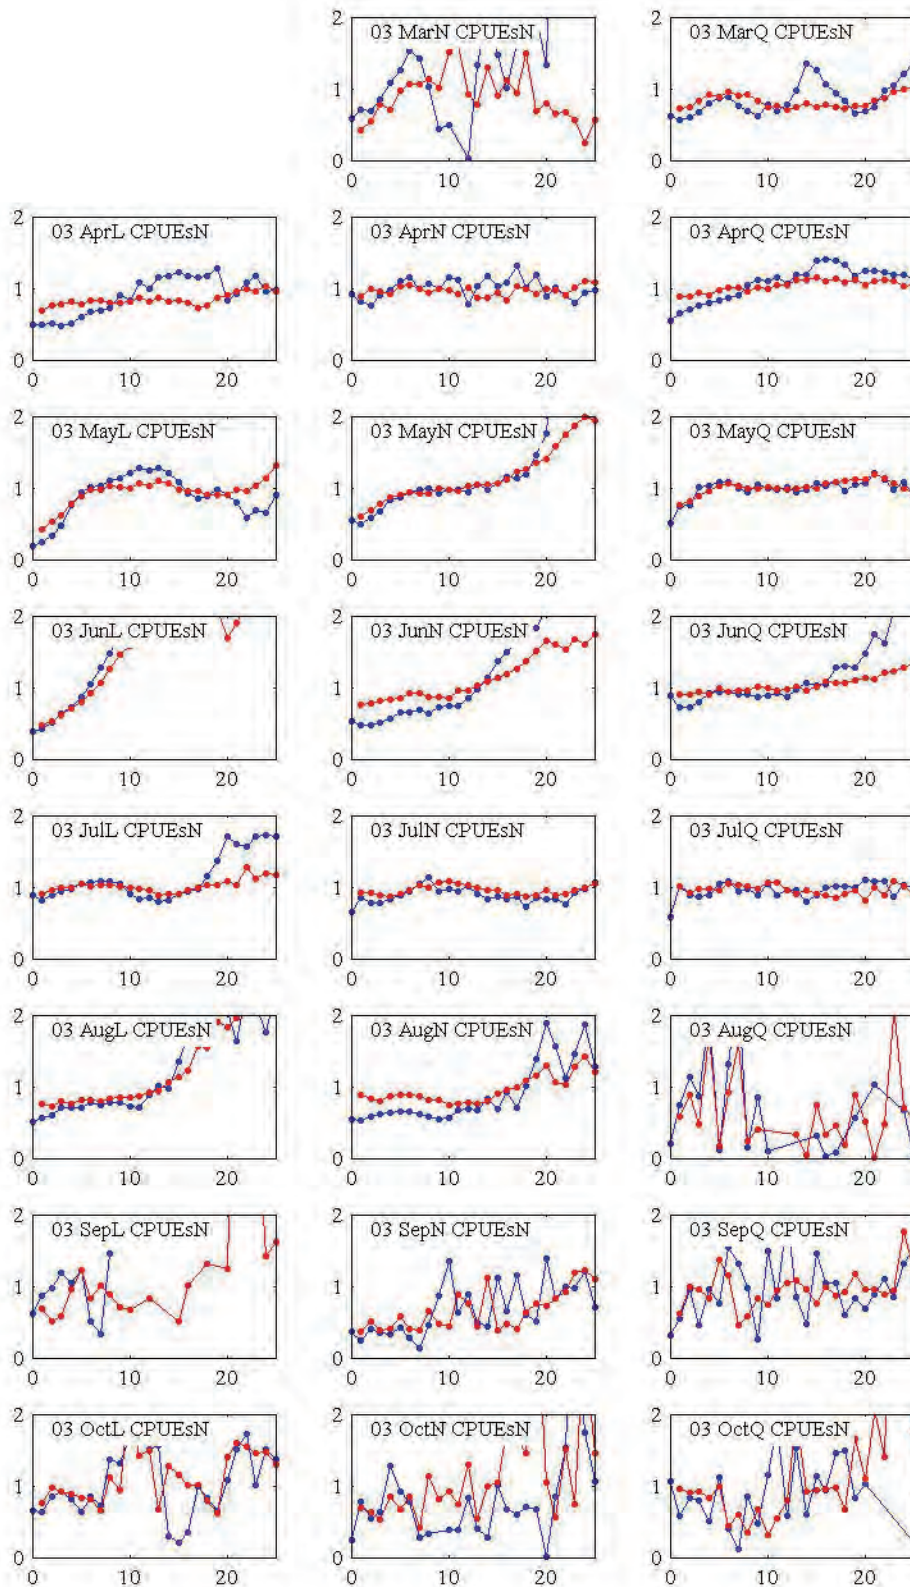 2 03 MarN CPUEsN 2 03 MarQ CPUEsN
1 1
0 0
0 10 20 0 10 20
2 03 AprL CPUEsN 2 03 AprN CPUEsN 2 03 AprQ CPUEsN
1 1 1
0 0 0
0 10 20 0 10 20 0 10 20
2 03 MayL CPUEsN 2 03 MayN CPUEsN 2 03 MayQ CPUEsN
1 1 1
0 0 0
0 10 20 0 10 20 0 10 20
2 03 JunL CPUEsN 2 03 JunN CPUEsN 2 03 JunQ CPUEsN
1 1 1
0 0 0
0 10 20 0 10 20 0 10 20
2 03 JulL CPUEsN 2 03 JulN CPUEsN 2 03 JulQ CPUEsN
1 1 1
0 0 0
0 10 20 0 10 20 0 10 20
2 03 AugL CPUEsN 2 03 AugN CPUEsN 2 03 AugQ CPUEsN
1 1 1
0 0 0
0 10 20 0 10 20 0 10 20
2 03 SepL CPUEsN 2 03 SepN CPUEsN 2 03 SepQ CPUEsN
1 1 1
0 0 0
0 10 20 0 10 20 0 10 20
2 03 OctL CPUEsN 2 03 OctN CPUEsN 2 03 OctQ CPUEsN
1 1 1
0 0 0
0 10 20 0 10 20 0 10 20